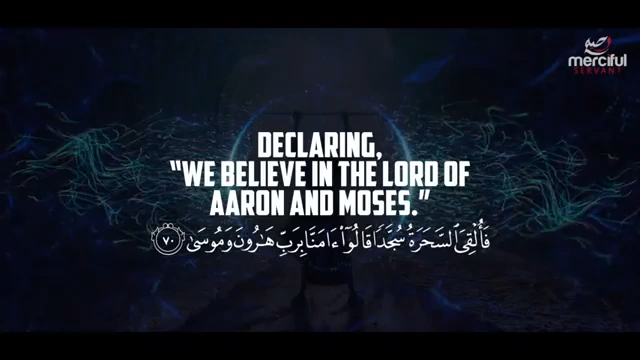 merciful
SERVANT
DECLARING,
“WE BELIEVE IN THE LORD OF
AARON AND MOSES.”
فَأُلْقِىَ ٱلسَّحَرَةُ سُجَّدًا قَالُوٓا۟ ءَامَنَّا بِرَبِّ هَـٰرُونَ وَمُوسَىٰ ٧٠